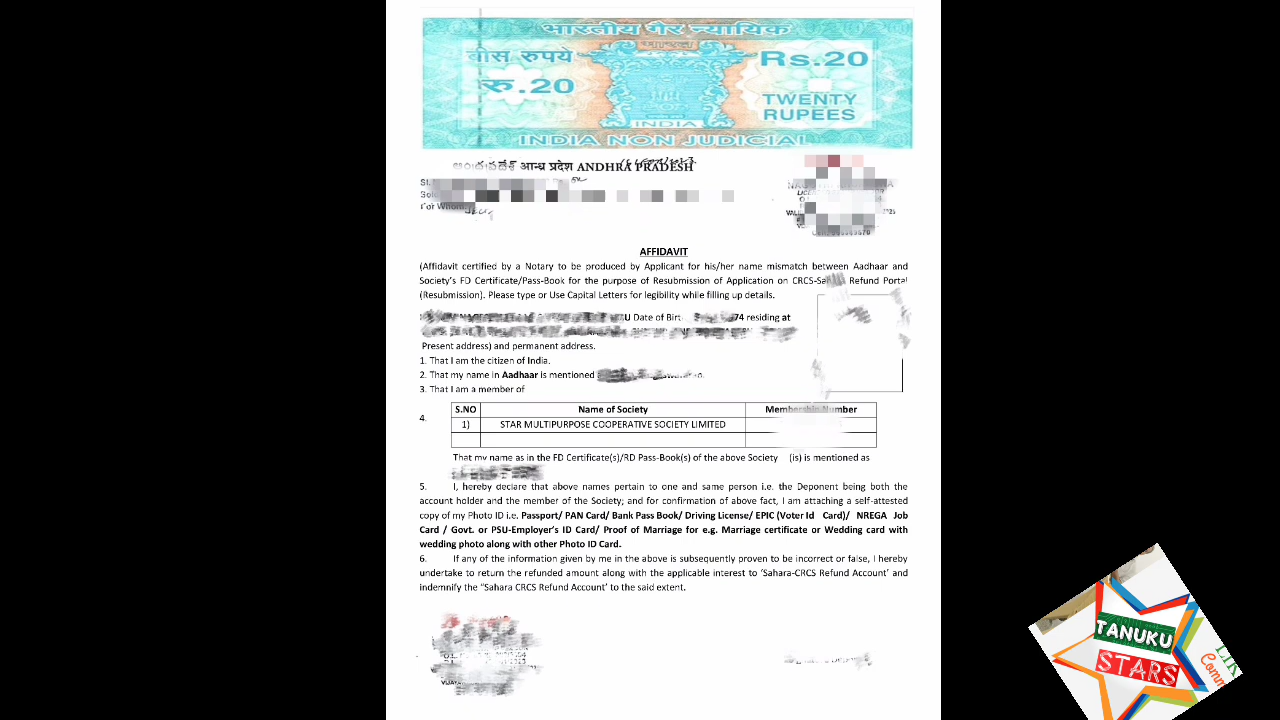 भारतीय गैर न्यायिक
भारत
बीस रुपये
रु.20
Rs.20
TWENTY
RUPEES
INDIA
INDIA NON JUDICIAL
आन्ध्र प्रदेश ANDHRA PRADESH
For Whom
AFFIDAVIT
(Affidavit certified by a Notary to be produced by Applicant for his/her name mismatch between Aadhaar and
Society's FD Certificate/Pass-Book for the purpose of Resubmission of Application on CRCS-Sahara Refund Portal
(Resubmission). Please type or Use Capital Letters for legibility while filling up details.
Date of Birt 74 residing at
Present address) and permanent address.
1. That I am the citizen of India.
2. That my name in Aadhaar is mentioned
3. That I am a member of
4.
S.NO Name of Society Membership Number
1) STAR MULTIPURPOSE COOPERATIVE SOCIETY LIMITED
That my name as in the FD Certificate(s)/RD Pass-Book(s) of the above Society (is) is mentioned as
5. I, hereby declare that above names pertain to one and same person i.e. the Deponent being both the
account holder and the member of the Society; and for confirmation of above fact, I am attaching a self-attested
copy of my Photo ID i.e. Passport/ PAN Card/ Bank Pass Book/ Driving License/ EPIC (Voter Id Card)/ NREGA Job
Card / Govt. or PSU-Employer's ID Card/ Proof of Marriage for e.g. Marriage certificate or Wedding card with
wedding photo along with other Photo ID Card.
6. If any of the information given by me in the above is subsequently proven to be incorrect or false, I hereby
undertake to return the refunded amount along with the applicable interest to 'Sahara-CRCS Refund Account' and
indemnify the "Sahara CRCS Refund Account' to the said extent.
TANUKU
STARS